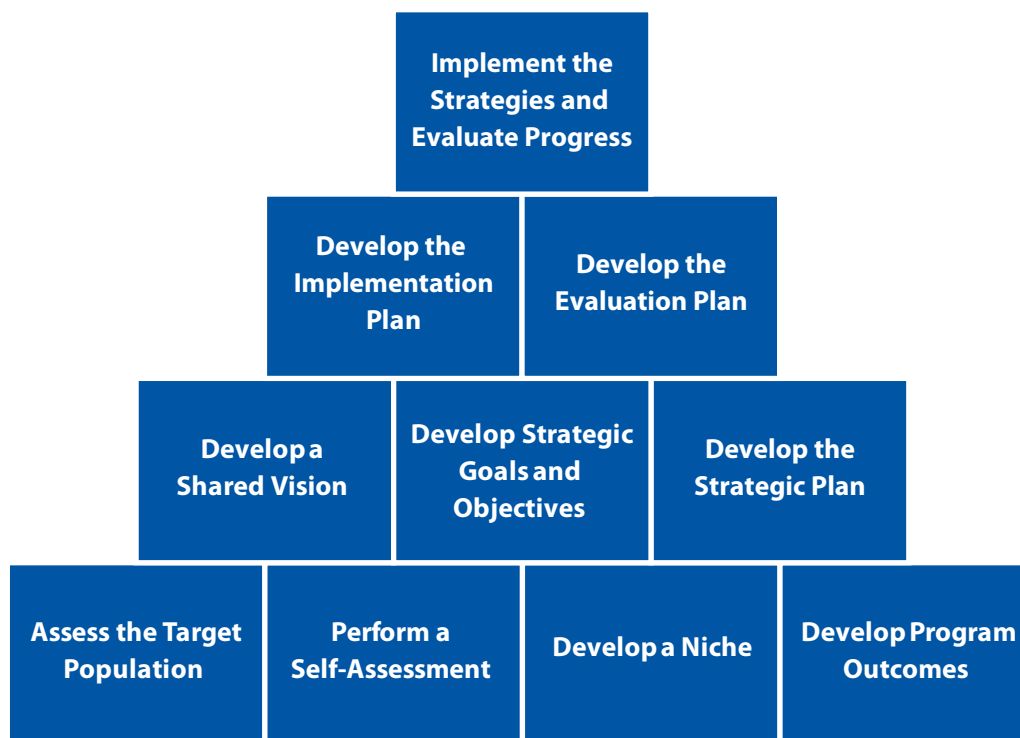 Implement the
Strategies and
Evaluate Progress
Develop the
Implementation
Plan
Develop the
Evaluation Plan
Develop a
Shared Vision
Develop Strategic
Goals and
Objectives
Develop the
Strategic Plan
Assess the Target
Population
Perform a
Self-Assessment
Develop a Niche
Develop Program
Outcomes